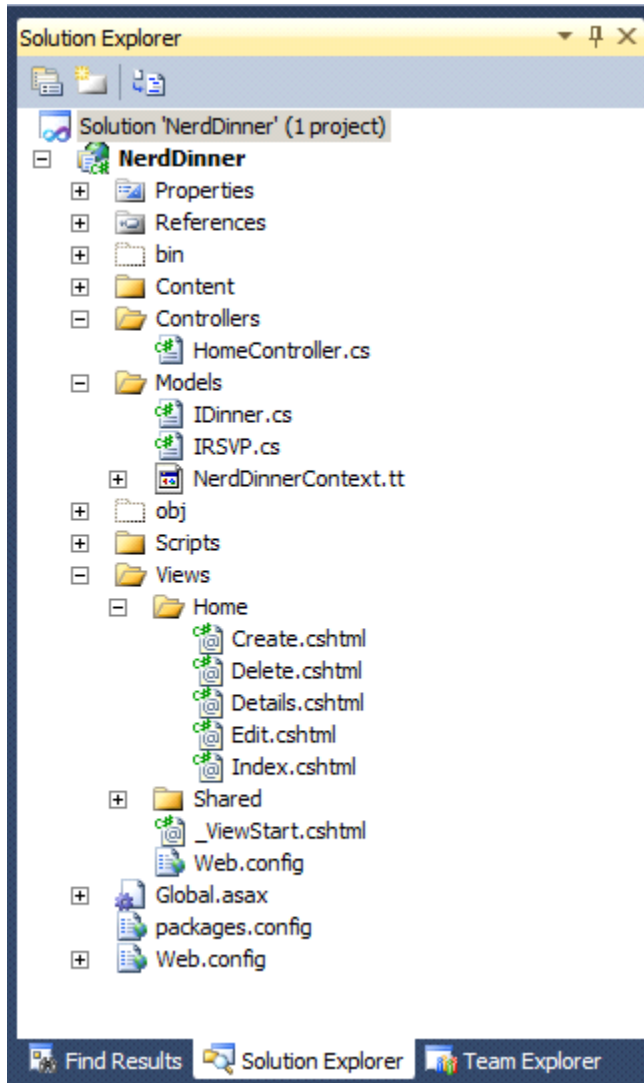 Solution Explorer
Solution 'NerdDinner' (1 project)
NerdDinner
Properties
References
bin
Content
Controllers
HomeController.cs
Models
IDinner.cs
IRSVP.cs
NerdDinnerContext.tt
obj
Scripts
Views
Home
Create.cshtml
Delete.cshtml
Details.cshtml
Edit.cshtml
Index.cshtml
Shared
_ViewStart.cshtml
Web.config
Global.asax
packages.config
Web.config
Find Results Solution Explorer Team Explorer